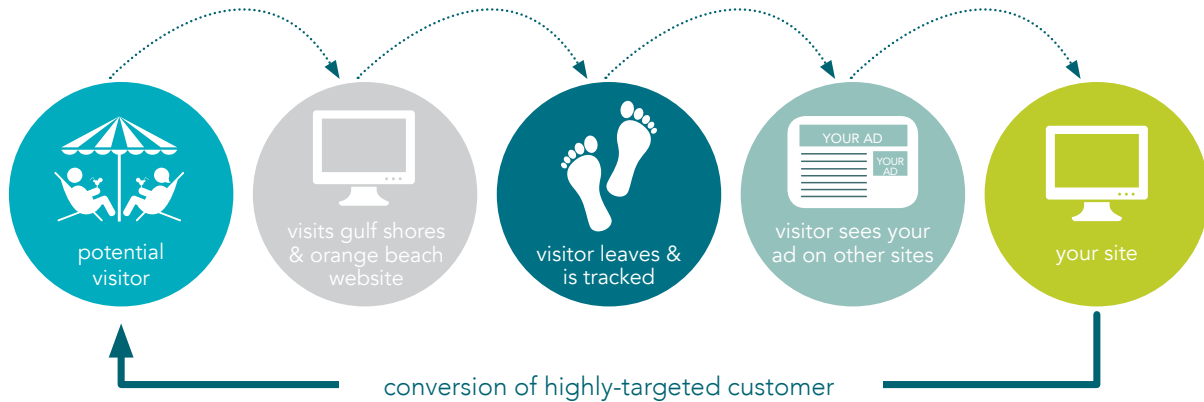 potential
visitor
visits gulf shores
& orange beach
website
visitor leaves &
is tracked
YOUR AD
YOUR
AD
visitor sees your
ad on other sites
your site
conversion of highly-targeted customer